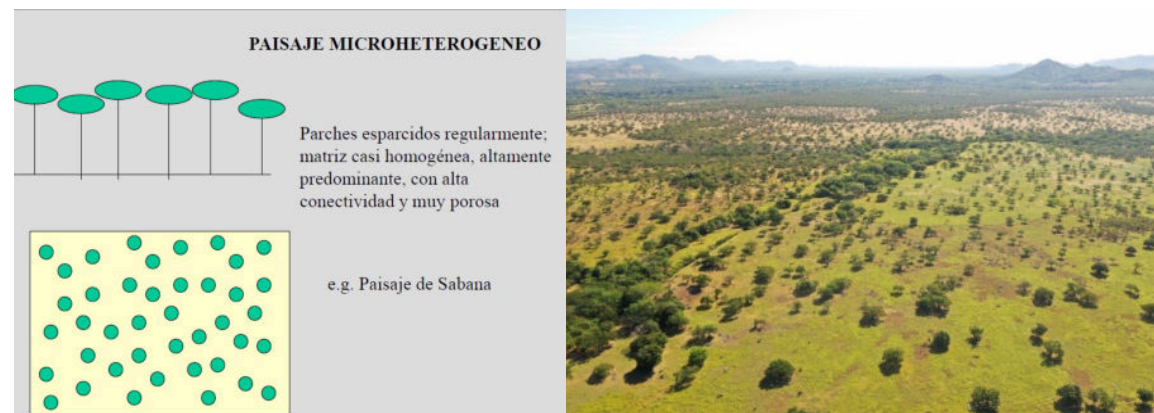 PAISAJE MICROHETEROGENEO
Parches esparcidos regularmente;
matriz casi homogénea, altamente
predominante, con alta
conectividad y muy porosa
e.g. Paisaje de Sabana